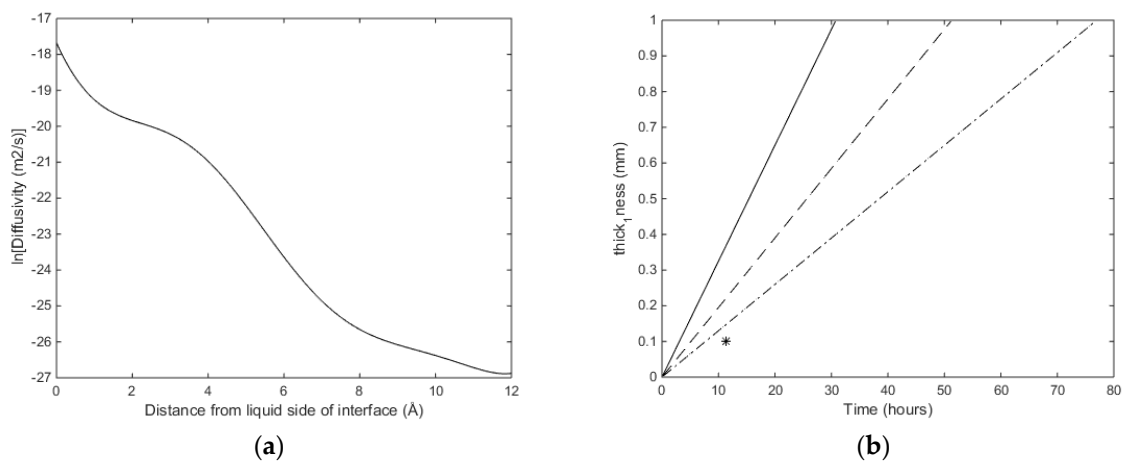 -17
-18
-19
-20
-21
-22
-23
-24
-25
-26
-27
ln[Diffusivity (m2/s)]
0 2 4 6 8 10 12
Distance from liquid side of interface (Å)
(a)
1
0.9
0.8
0.7
0.6
0.5
0.4
0.3
0.2
0.1
0
thick₁ness (mm)
0 10 20 30 40 50 60 70 80
Time (hours)
(b)